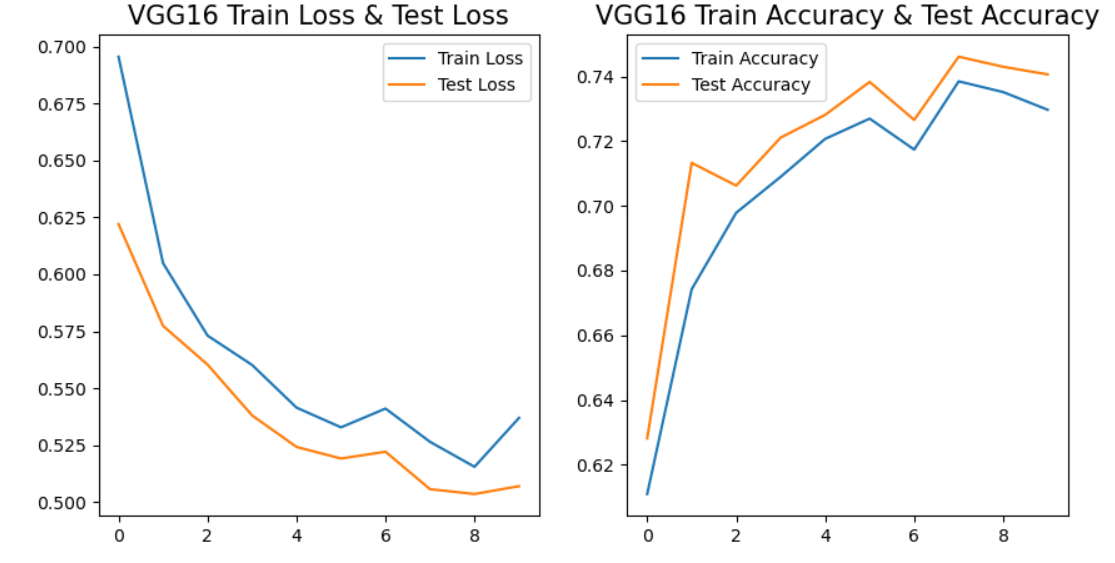 VGG16 Train Loss & Test Loss
Train Loss
Test Loss
0.700
0.675
0.650
0.625
0.600
0.575
0.550
0.525
0.500
0 2 4 6 8
VGG16 Train Accuracy & Test Accuracy
Train Accuracy
Test Accuracy
0.74
0.72
0.70
0.68
0.66
0.64
0.62
0 2 4 6 8